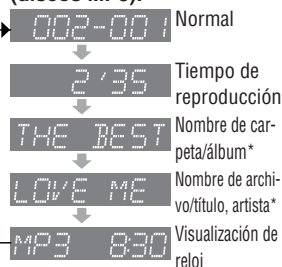 (discos MP3):
002-001 Normal
2'35 Tiempo de
reproducción
THE BEST Nombre de car-
peta/álbum*
LOVE ME Nombre de archi-
vo/título, artista*
MP3 8:30 Visualización de
reloj